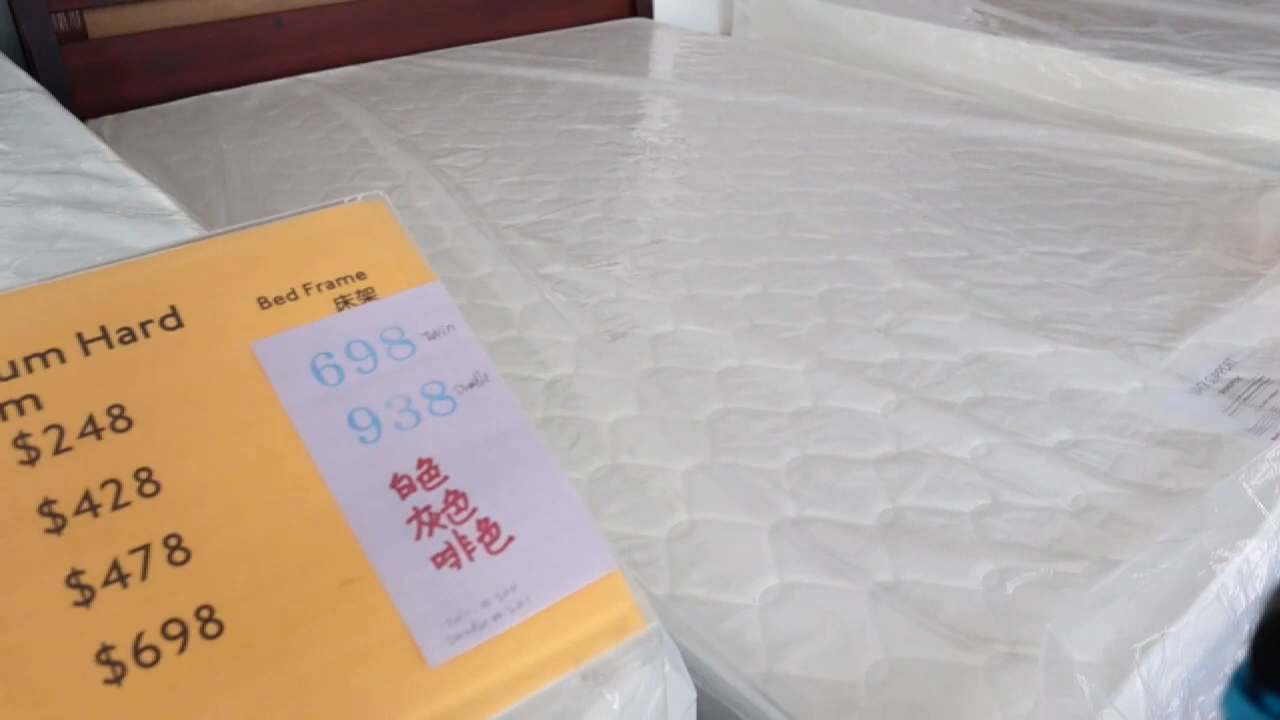 um Hard
m
$248
$428
$478
$698
Bed Frame
床架
698 Twin
938 Double
白色
灰色
啡色